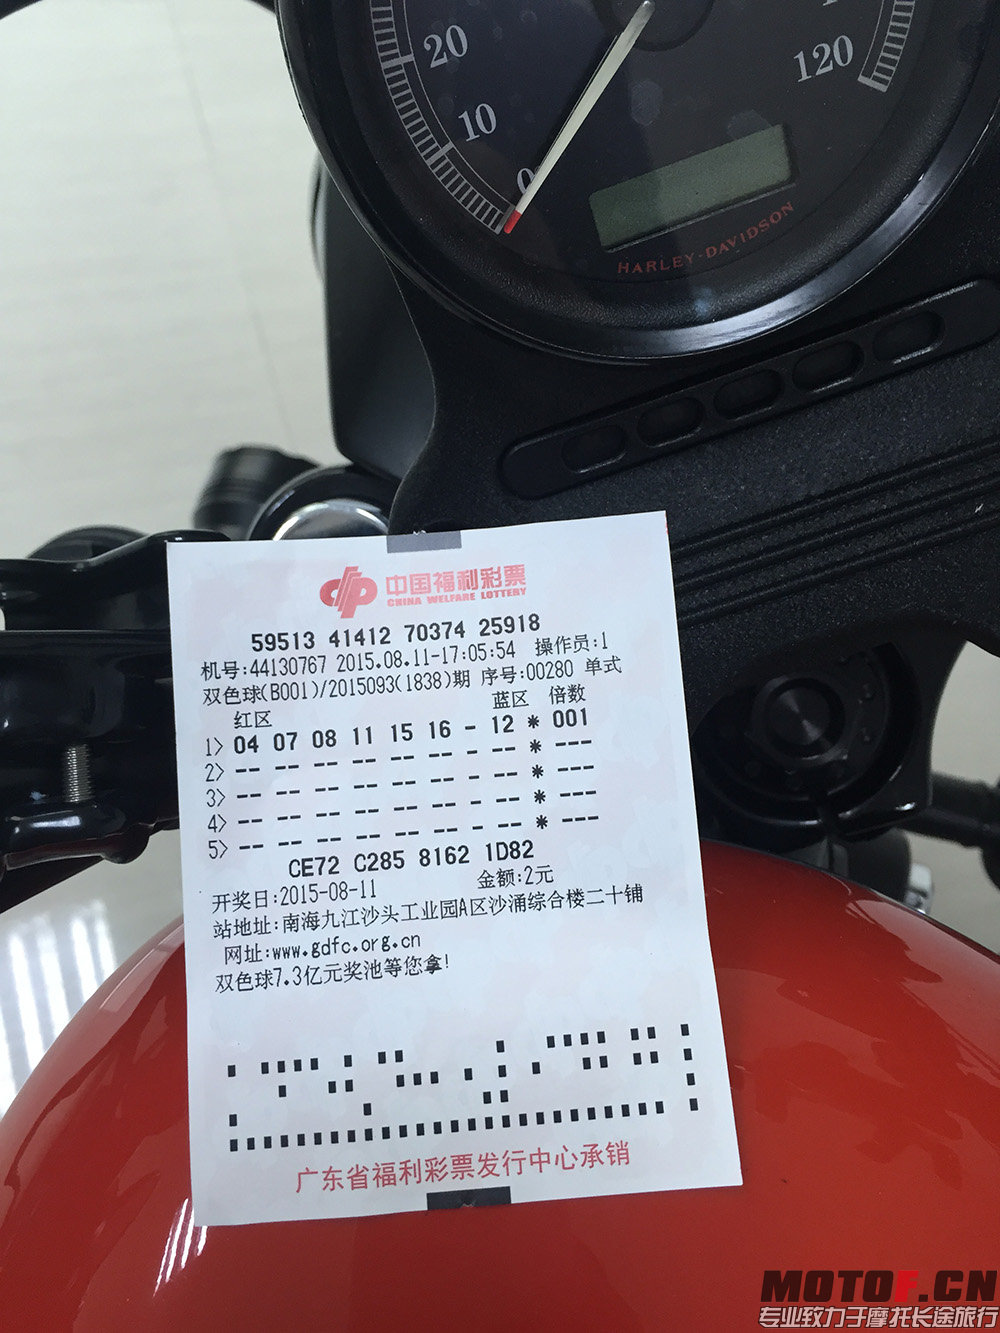 20
10
0
120
HARLEY-DAVIDSON
中国福利彩票
CHINA WELFARE LOTTERY
59513 41412 70374 25918
机号:44130767 2015.08.11-17:05:54 操作员:1
双色球(B001)/2015093(1838)期 序号:00280 单式
红区 蓝区 倍数
1> 04 07 08 11 15 16 - 12 * 001
2> -- -- -- -- -- -- - -- * ---
3> -- -- -- -- -- -- - -- * ---
4> -- -- -- -- -- -- - -- * ---
5> -- -- -- -- -- -- - -- * ---
CE72 C285 8162 1D82
开奖日:2015-08-11 金额:2元
站地址:南海九江沙头工业园A区沙涌综合楼二十铺
网址:www.gdfc.org.cn
双色球7.3亿元奖池等您拿!
广东省福利彩票发行中心承销
MOTOF.CN
专业致力于摩托长途旅行